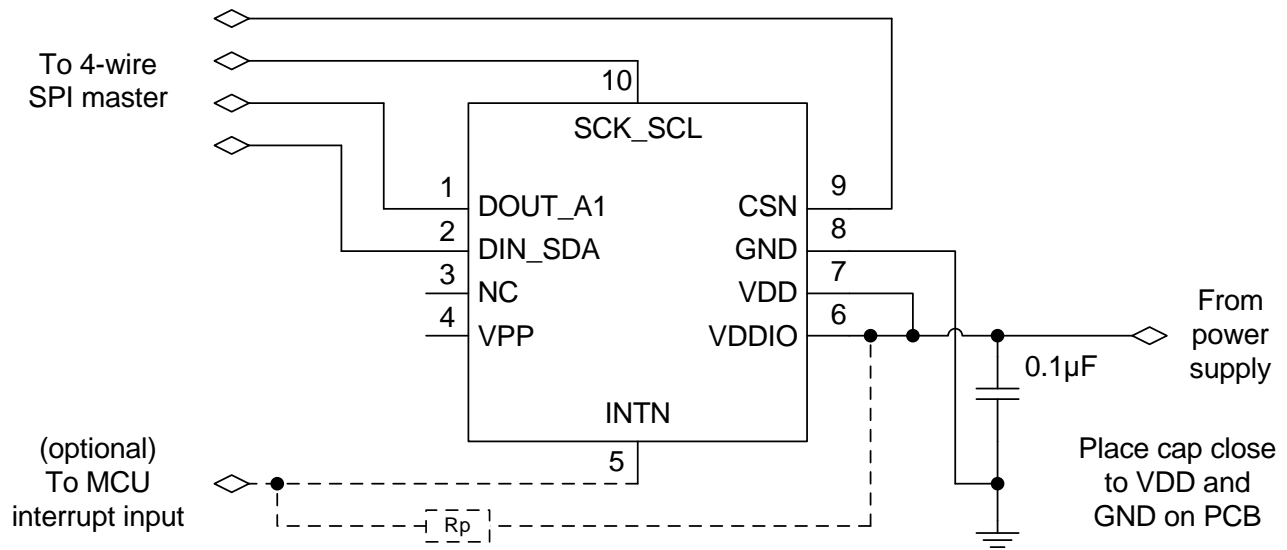 To 4-wire
SPI master
10
SCK_SCL
1
DOUT_A1
2
DIN_SDA
3
NC
4
VPP
9
CSN
8
GND
7
VDD
6
VDDIO
INTN
5
From
power
supply
0.1µF
Place cap close
to VDD and
GND on PCB
(optional)
To MCU
interrupt input
Rp